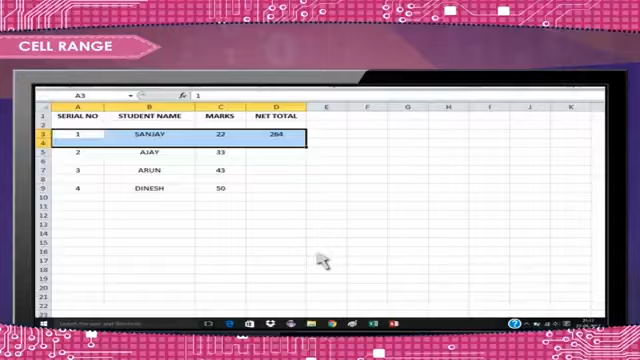 CELL RANGE
A3 fx 1
A B C D E F G H I J K
1 SERIAL NO STUDENT NAME MARKS NET TOTAL
2
3 1 SANJAY 22 264
4
5 2 AJAY 33
6
7 3 ARUN 43
8
9 4 DINESH 50
10
11
12
13
14
15
16
17
18
19
20
21
22